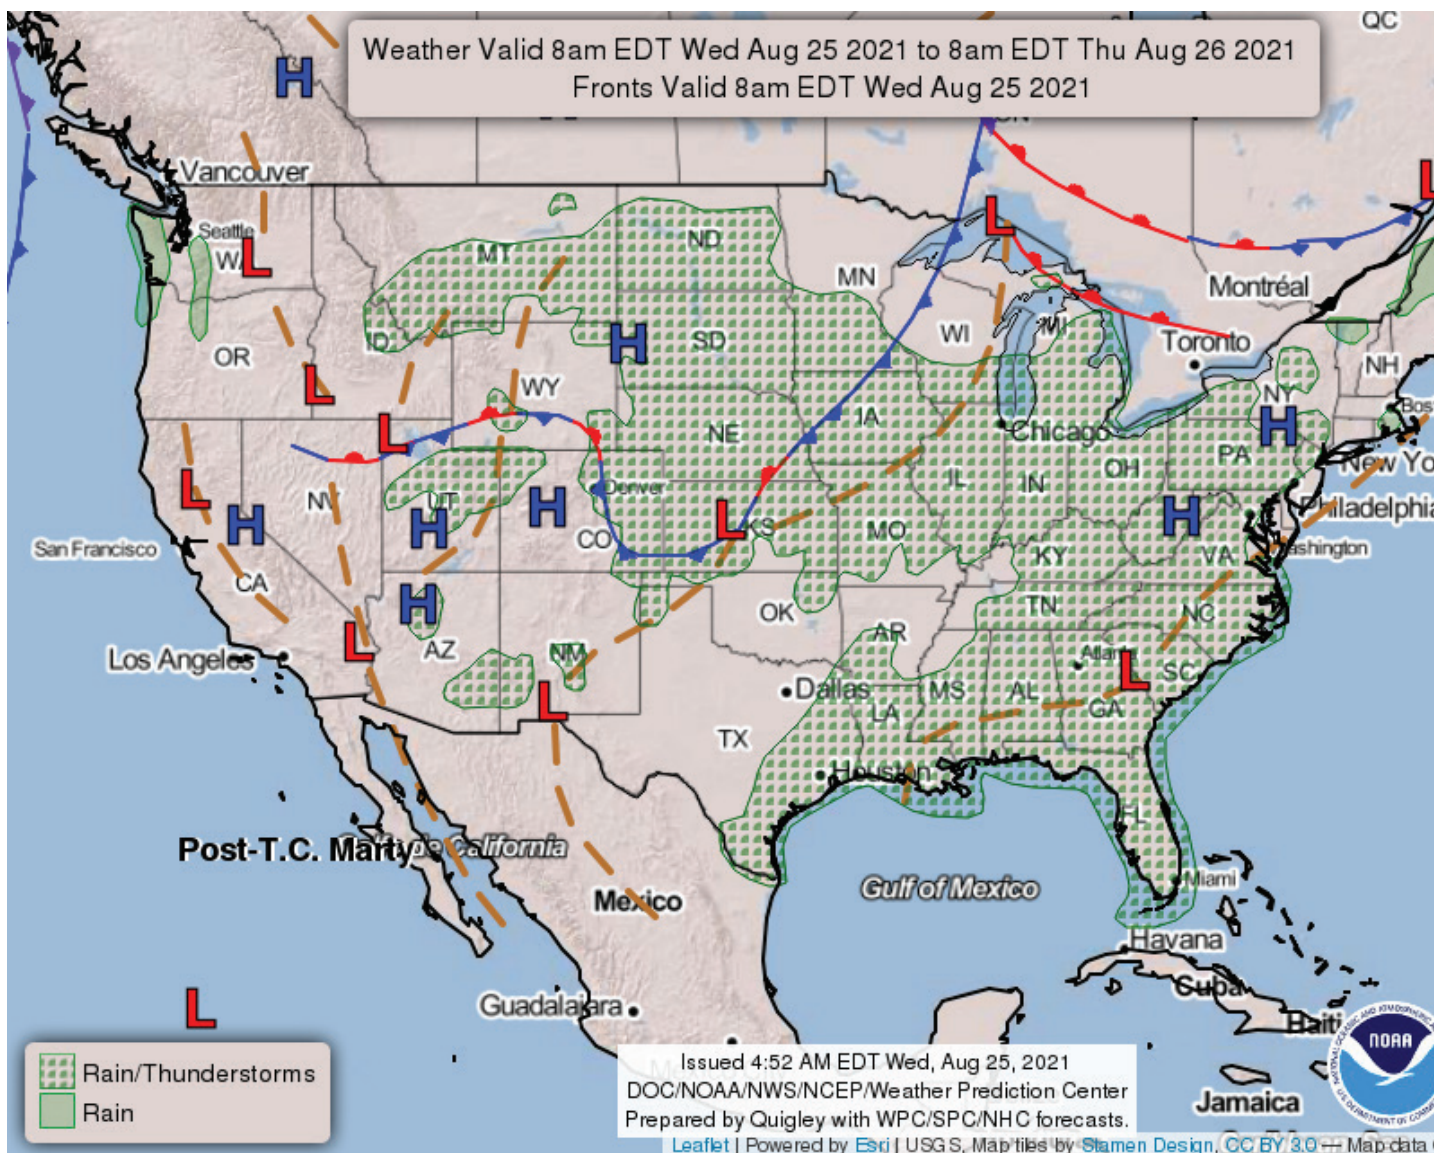 QC
Weather Valid 8am EDT Wed Aug 25 2021 to 8am EDT Thu Aug 26 2021
Fronts Valid 8am EDT Wed Aug 25 2021
H
Vancouver
L
Seattle
L
ND
MT
WA
L
MN
Montréal
OR
ID
H
SD
WI
MI
Toronto
NH
L
WY
NY
IA
Boston
L
NE
Chicago
H
OH
PA
New Yo
L
NV
UT
Denver
IL
IN
H
H
H
L
KS
MO
H
Philadelphia
San Francisco
CO
KY
VA
Washington
CA
H
OK
TN
NC
Los Angeles
L
AZ
NM
AR
Atlanta
L
SC
L
Dallas
MS
AL
GA
LA
TX
Houston
FL
Post-T.C. Marty
Golfo de California
Gulf of Mexico
Miami
Mexico
Havana
L
Guadalajara
Cuba
Haiti
NOAA
Rain/Thunderstorms
Rain
Mexico City
Issued 4:52 AM EDT Wed, Aug 25, 2021
DOC/NOAA/NWS/NCEP/Weather Prediction Center
Prepared by Quigley with WPC/SPC/NHC forecasts.
Jamaica
Leaflet | Powered by Esri | USGS, Map tiles by Stamen Design, CC BY 3.0 — Map data